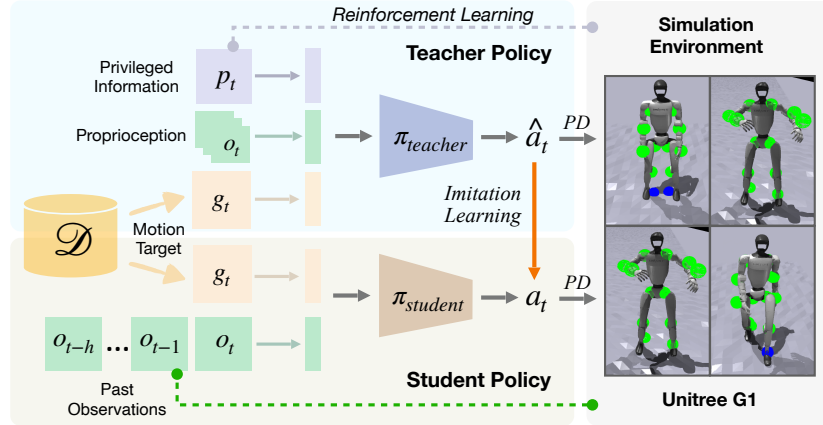 Reinforcement Learning
Teacher Policy
Simulation
Environment
Privileged
Information
p_t
Proprioception
o_t
π_teacher
â_t
PD
g_t
Imitation
Learning
𝒟
Motion
Target
g_t
π_student
a_t
PD
o_{t−h} ... o_{t−1} o_t
Past
Observations
Student Policy
Unitree G1